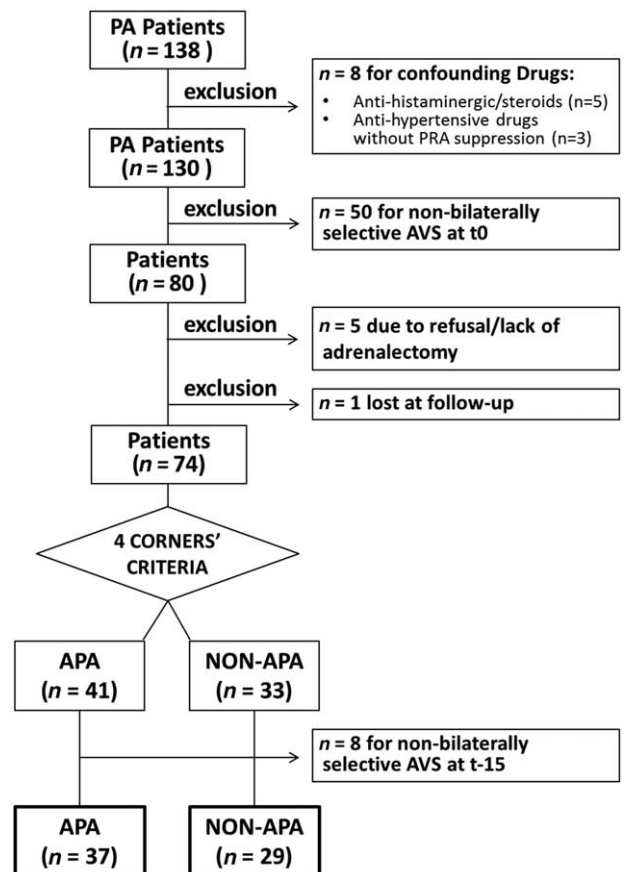 PA Patients
(n = 138 )
exclusion
n = 8 for confounding Drugs:
• Anti-histaminergic/steroids (n=5)
• Anti-hypertensive drugs
without PRA suppression (n=3)
PA Patients
(n = 130)
exclusion
n = 50 for non-bilaterally
selective AVS at t0
Patients
(n = 80 )
exclusion
n = 5 due to refusal/lack of
adrenalectomy
exclusion
n = 1 lost at follow-up
Patients
(n = 74)
4 CORNERS’
CRITERIA
APA
(n = 41)
NON-APA
(n = 33)
n = 8 for non-bilaterally
selective AVS at t-15
APA
(n = 37)
NON-APA
(n = 29)